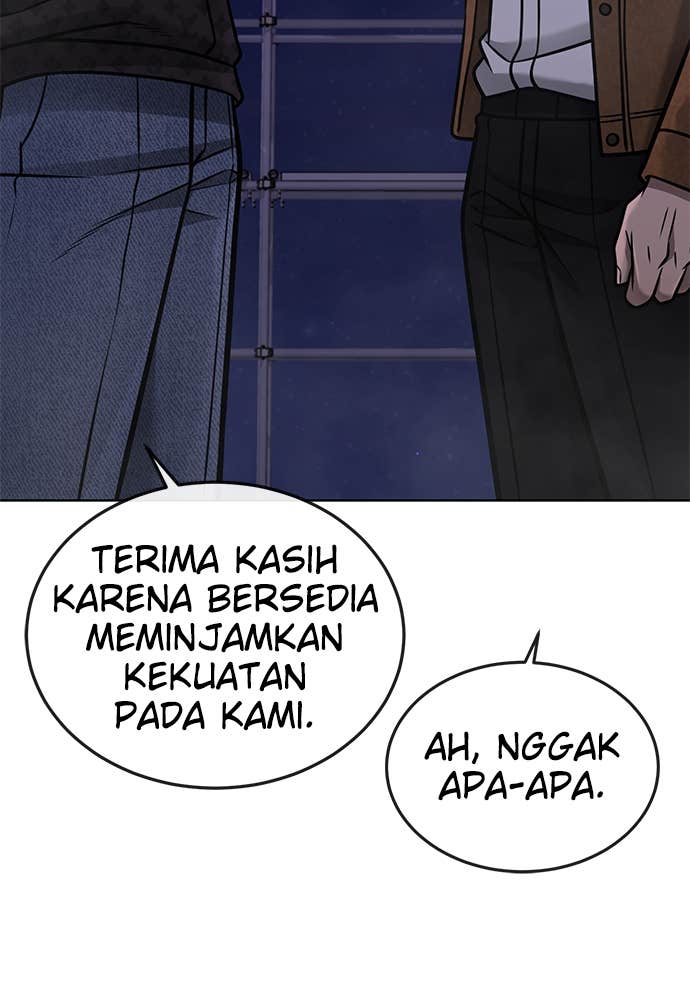 TERIMA KASIH
KARENA BERSEDIA
MEMINJAMKAN
KEKUATAN
PADA KAMI.
AH, NGGAK
APA-APA.